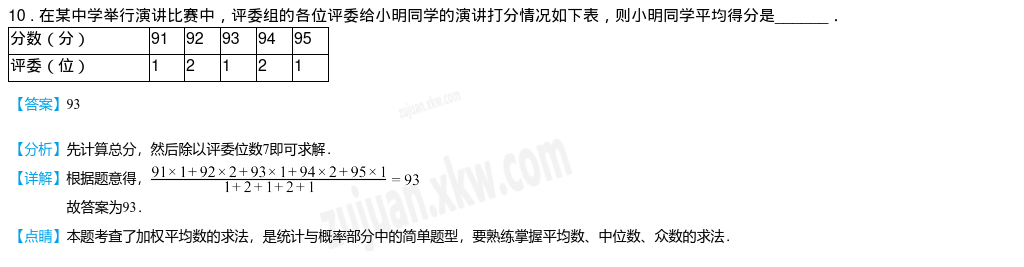 10．在某中学举行演讲比赛中，评委组的各位评委给小明同学的演讲打分情况如下表，则小明同学平均得分是______．
分数（分） 91 92 93 94 95
评委（位） 1 2 1 2 1
【答案】93
zujuan.xkw.com
【分析】先计算总分，然后除以评委位数7即可求解．
【详解】根据题意得，(91×1+92×2+93×1+94×2+95×1)/(1+2+1+2+1)=93
故答案为93．
zujuan.xkw.com
【点睛】本题考查了加权平均数的求法，是统计与概率部分中的简单题型，要熟练掌握平均数、中位数、众数的求法．